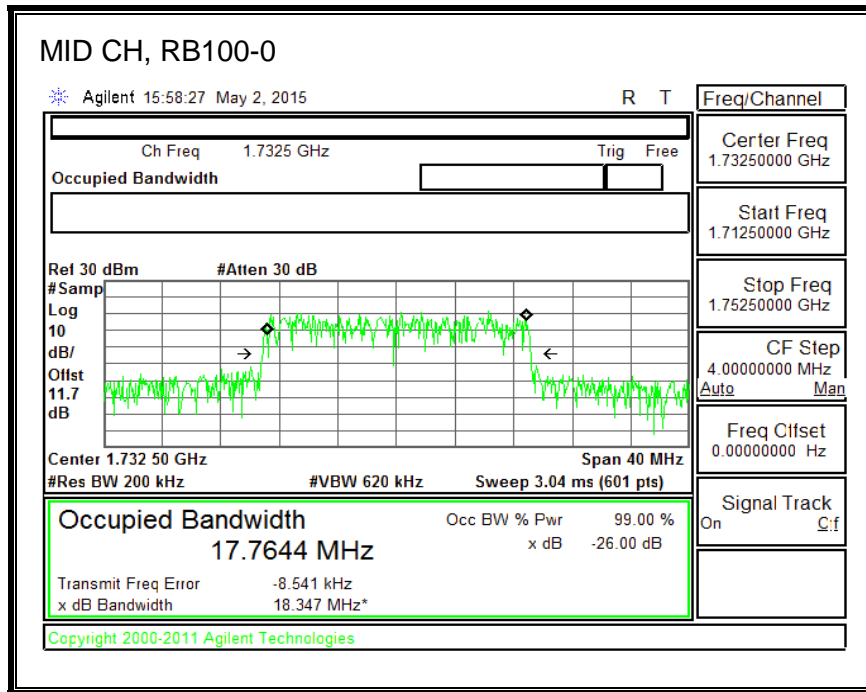 MID CH, RB100-0
Agilent 15:58:27 May 2, 2015 R T
Freq/Channel
Ch Freq 1.7325 GHz Trig Free
Occupied Bandwidth
Center Freq
1.73250000 GHz
Start Freq
1.71250000 GHz
Stop Freq
1.75250000 GHz
CF Step
4.00000000 MHz
Auto Man
Freq Offset
0.00000000 Hz
Signal Track
On Off
Ref 30 dBm #Atten 30 dB
#Samp
Log
10
dB/
Offst
11.7
dB
Center 1.732 50 GHz Span 40 MHz
#Res BW 200 kHz #VBW 620 kHz Sweep 3.04 ms (601 pts)
Occupied Bandwidth
17.7644 MHz
Occ BW % Pwr 99.00 %
x dB -26.00 dB
Transmit Freq Error -8.541 kHz
x dB Bandwidth 18.347 MHz*
Copyright 2000-2011 Agilent Technologies